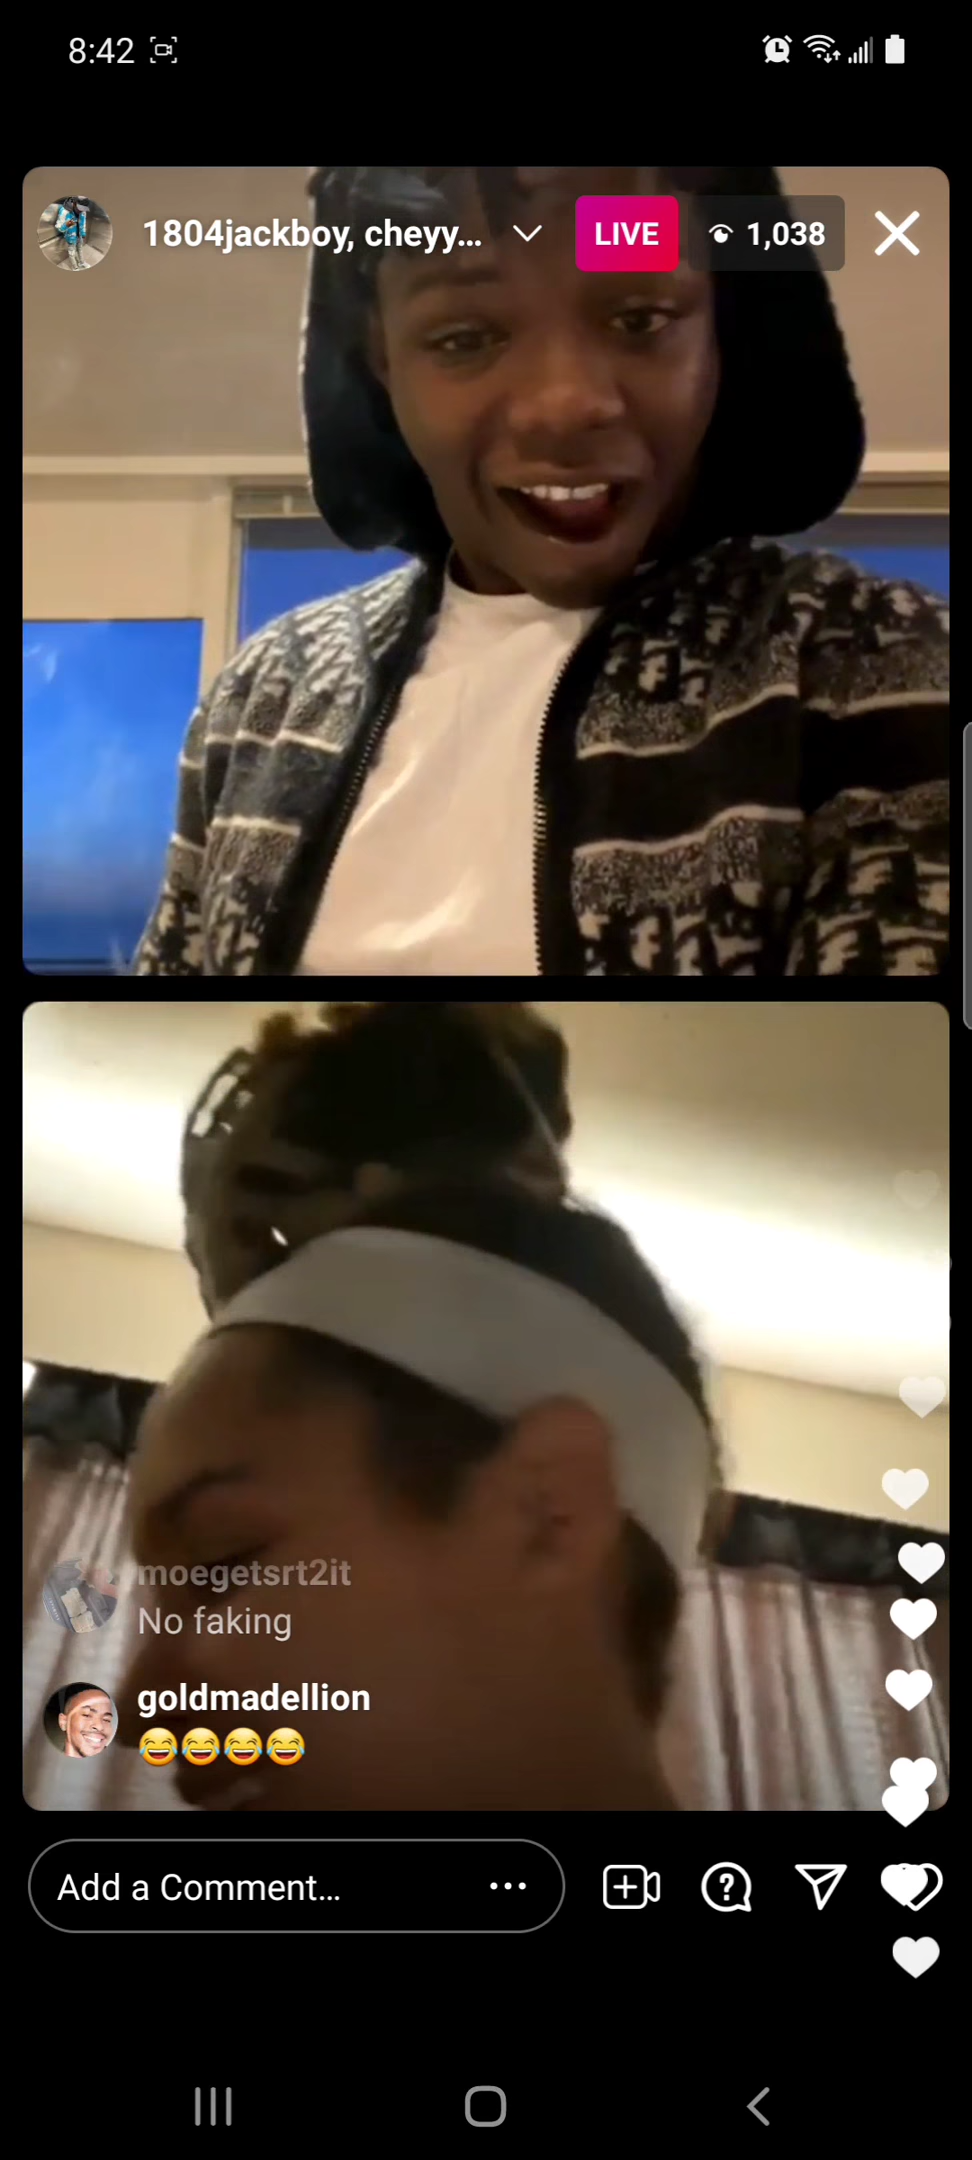 8:42
1804jackboy, cheyy...
LIVE
1,038
moegetsrt2it
No faking
goldmadellion
😂😂😂😂
Add a Comment...